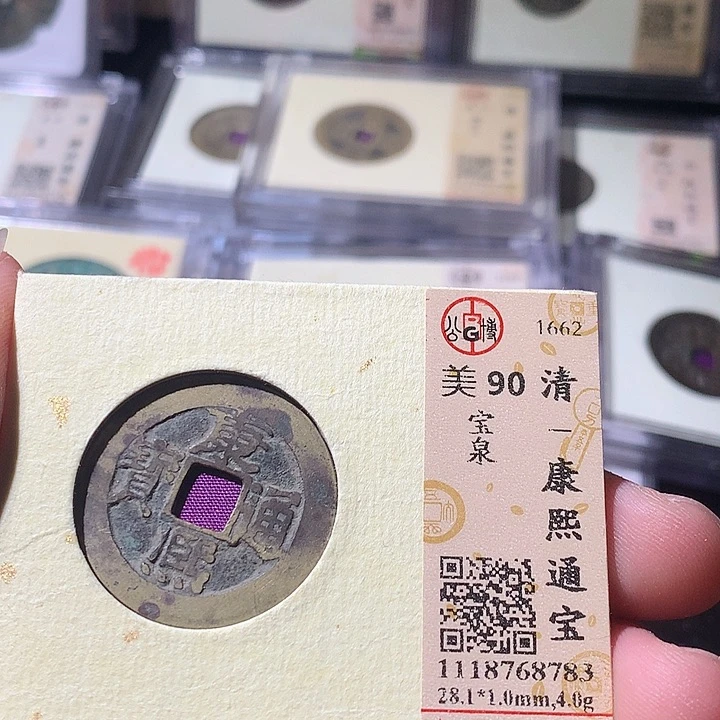 公博
G
1662
美 90
宝泉
清—康熙通宝
1118768783
28.1*1.0mm,4.0g
康熙通寶